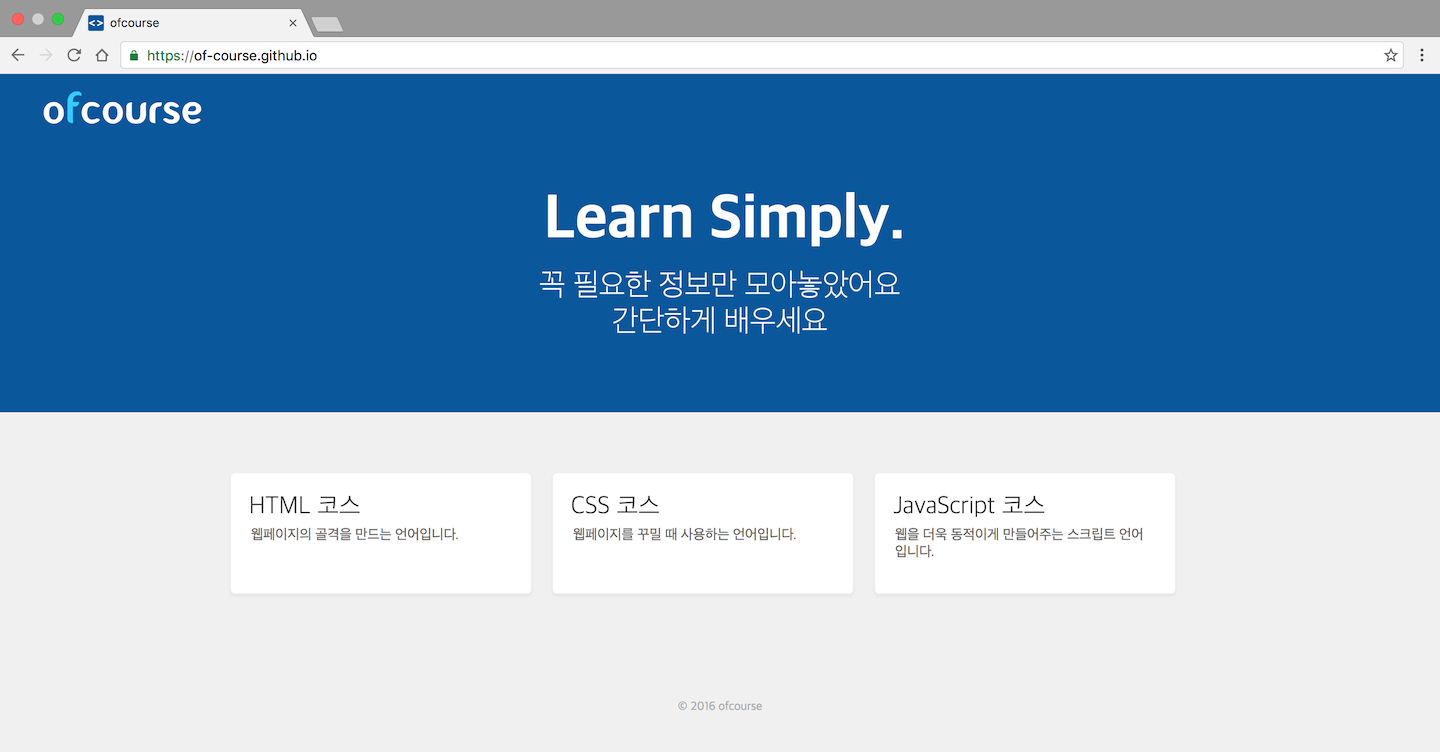 ofcourse
https://of-course.github.io
ofcourse
Learn Simply.
꼭 필요한 정보만 모아놓았어요
간단하게 배우세요
HTML 코스
웹페이지의 골격을 만드는 언어입니다.
CSS 코스
웹페이지를 꾸밀 때 사용하는 언어입니다.
JavaScript 코스
웹을 더욱 동적이게 만들어주는 스크립트 언어
입니다.
© 2016 ofcourse